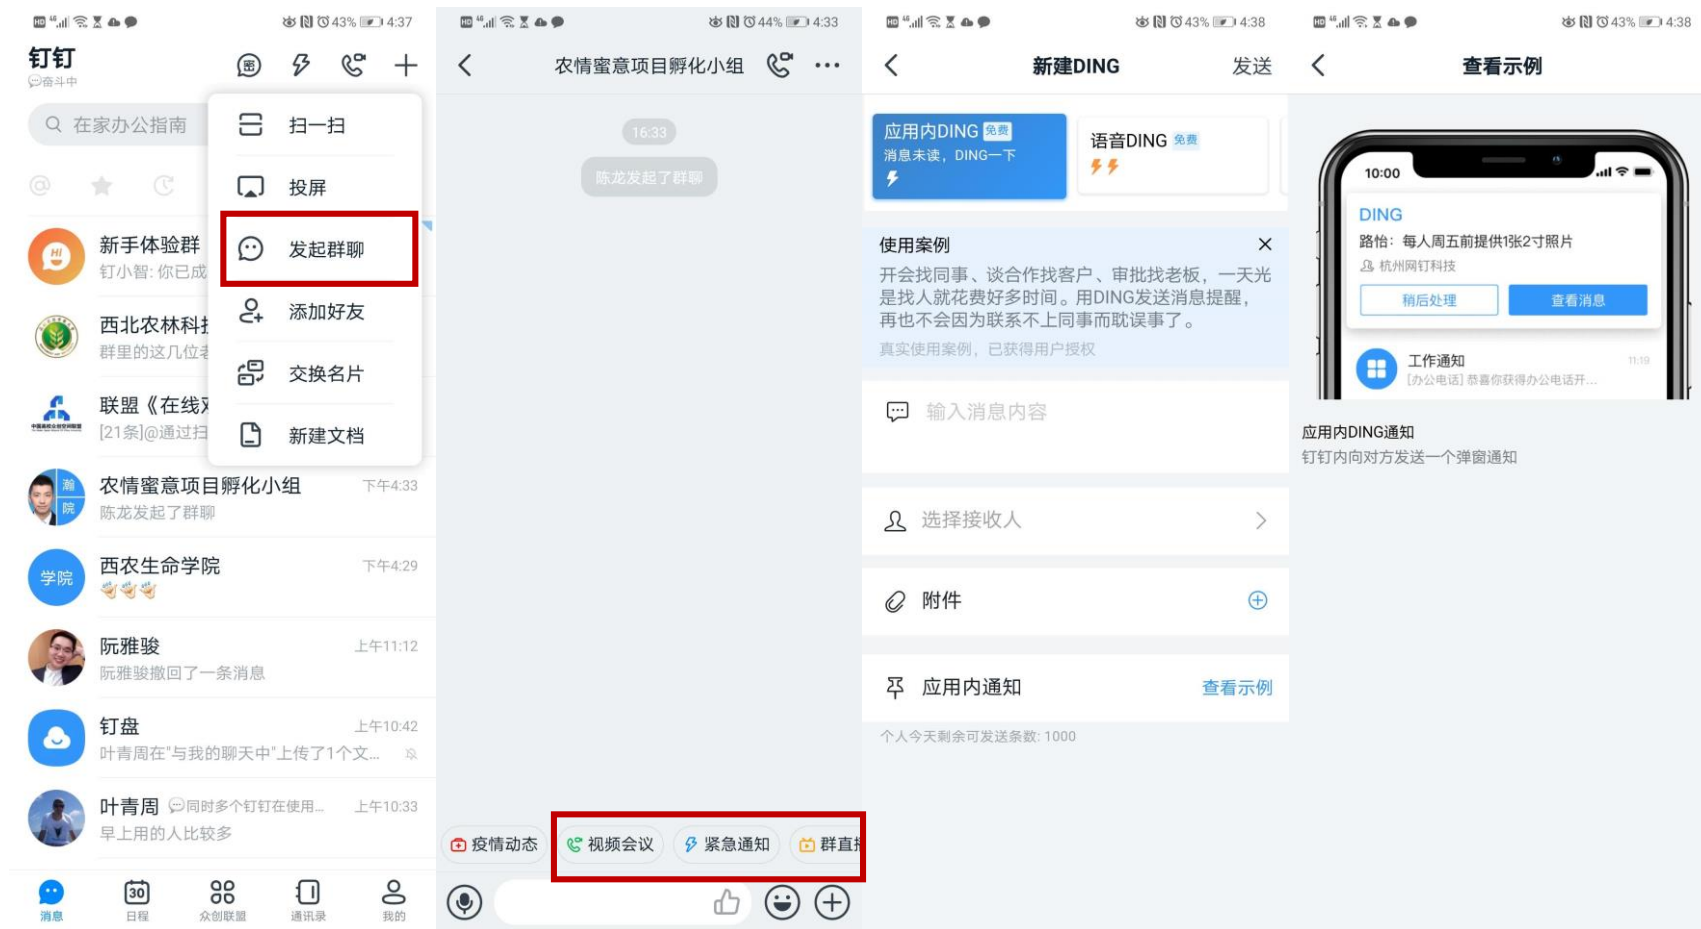 43% 4:37
钉钉
奋斗中
在家办公指南
扫一扫
投屏
发起群聊
添加好友
交换名片
新建文档
新手体验群
钉小智: 你已成
西北农林科
群里的这几位
联盟《在线
[21条]@通过扫
农情蜜意项目孵化小组 下午4:33
陈龙发起了群聊
学院
西农生命学院 下午4:29
阮雅骏 上午11:12
阮雅骏撤回了一条消息
钉盘 上午10:42
叶青周在"与我的聊天中"上传了1个文...
叶青周 同时多个钉钉在使用... 上午10:33
早上用的人比较多
30
消息 日程 众创联盟 通讯录 我的
44% 4:33
农情蜜意项目孵化小组
16:33
陈龙发起了群聊
疫情动态 视频会议 紧急通知 群直播
43% 4:38
新建DING 发送
应用内DING 免费
消息未读，DING一下
语音DING 免费
使用案例
开会找同事、谈合作找客户、审批找老板，一天光
是找人就花费好多时间。用DING发送消息提醒，
再也不会因为联系不上同事而耽误事了。
真实使用案例，已获得用户授权
输入消息内容
选择接收人
附件
应用内通知 查看示例
个人今天剩余可发送条数: 1000
43% 4:38
查看示例
10:00
DING
路怡：每人周五前提供1张2寸照片
杭州网钉科技
稍后处理 查看消息
工作通知 11:19
[办公电话] 恭喜你获得办公电话开...
应用内DING通知
钉钉内向对方发送一个弹窗通知